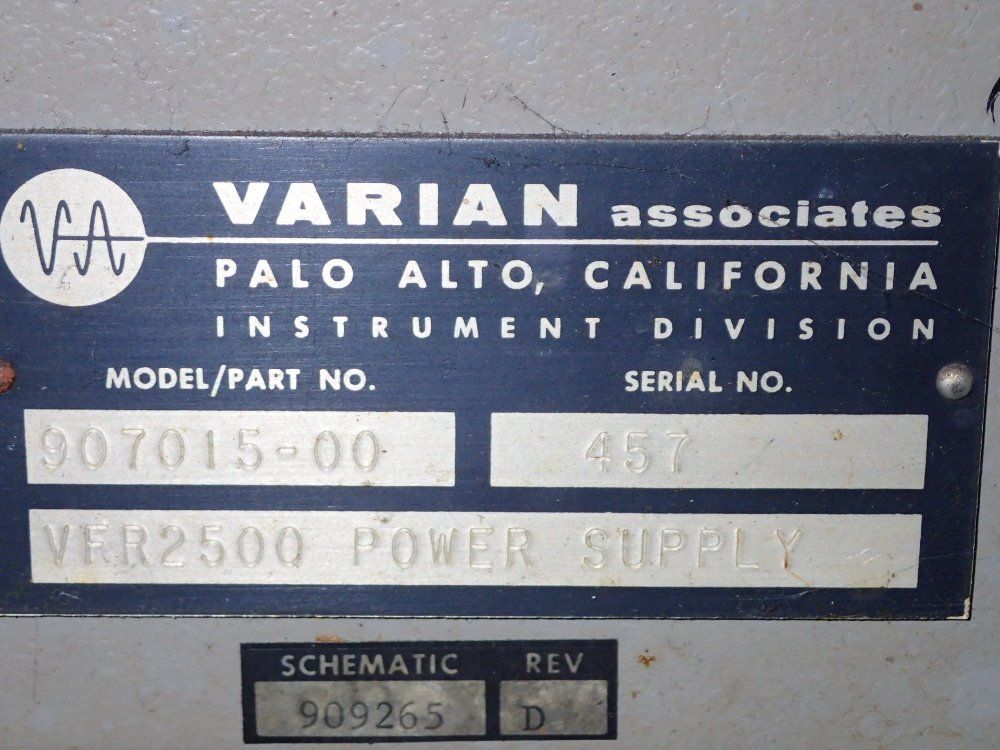 VA
VARIAN associates
PALO ALTO, CALIFORNIA
INSTRUMENT DIVISION
MODEL/PART NO. SERIAL NO.
907015-00 457
VFR2500 POWER SUPPLY
SCHEMATIC REV
909265 D